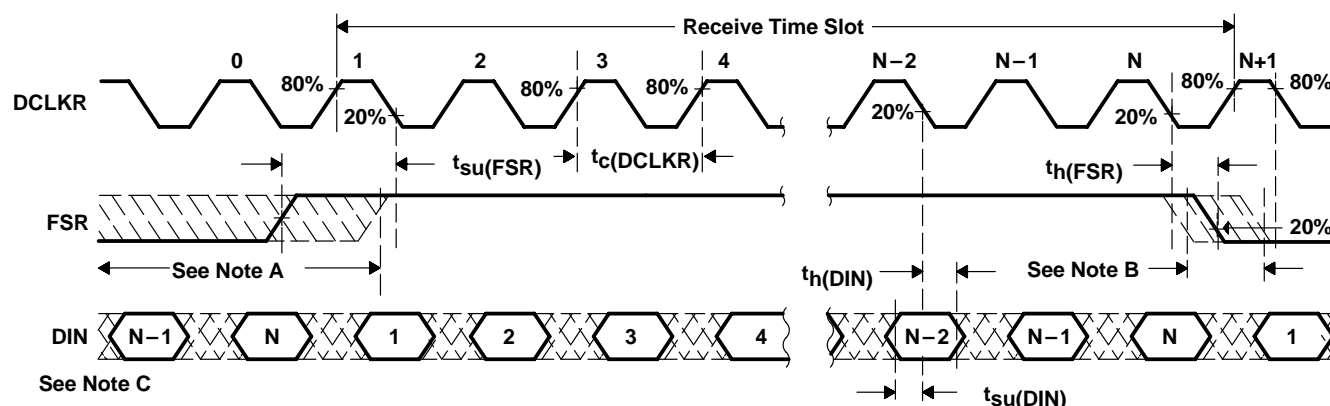 Receive Time Slot
0 1 2 3 4 N−2 N−1 N N+1
80% 80% 80% 80% 80%
DCLKR
20% 20% 20%
tsu(FSR) tc(DCLKR) th(FSR)
FSR
20%
See Note A See Note B
th(DIN)
DIN N−1 N 1 2 3 4 N−2 N−1 N 1
See Note C
tsu(DIN)